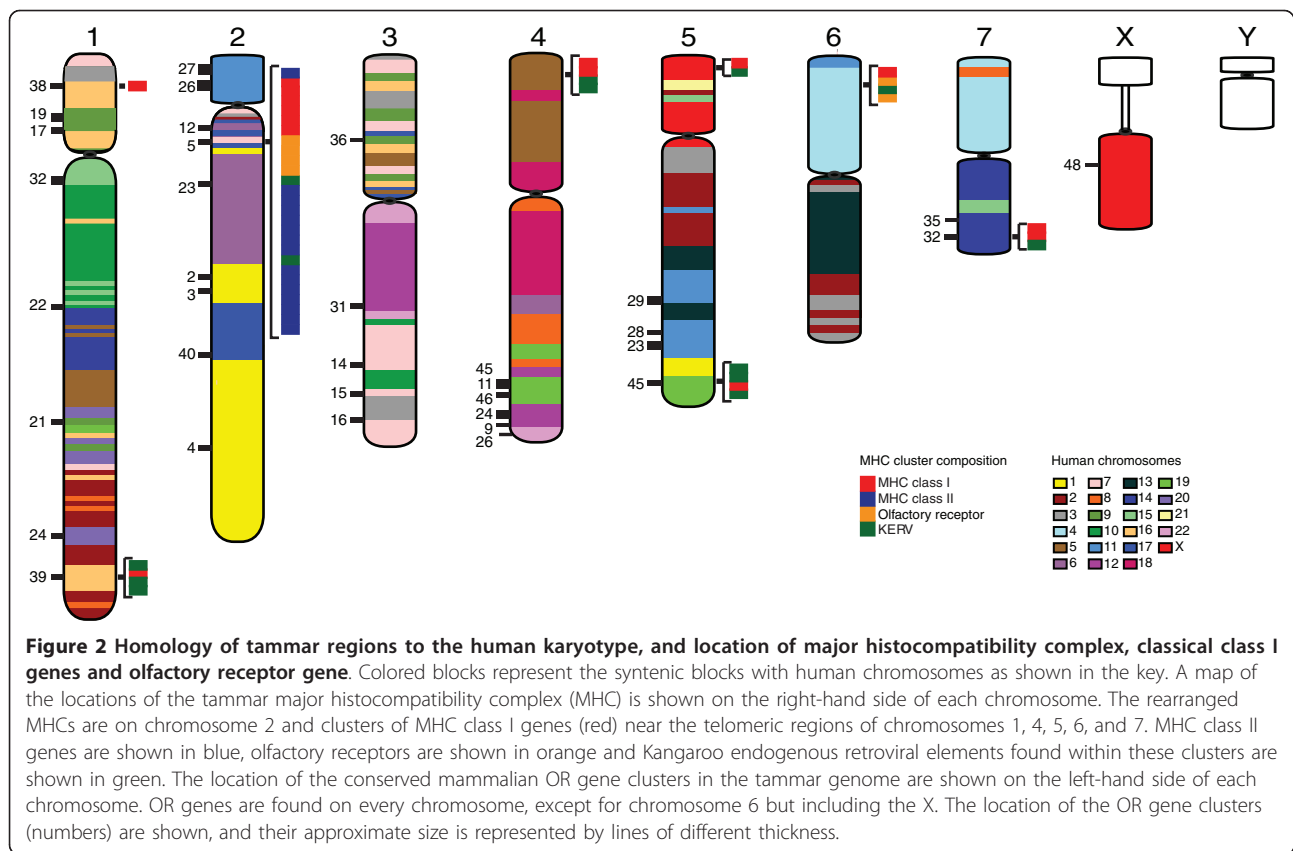 1 2 3 4 5 6 7 X Y
38
19
17
32
22
21
24
39
27
26
12
5
23
2
3
40
4
36
31
14
15
16
45
11
46
24
9
26
29
28
23
45
35
32
48
MHC cluster composition
MHC class I
MHC class II
Olfactory receptor
KERV
Human chromosomes
1 7 13 19
2 8 14 20
3 9 15 21
4 10 16 22
5 11 17 X
6 12 18
Figure 2 Homology of tammar regions to the human karyotype, and location of major histocompatibility complex, classical class I
genes and olfactory receptor gene. Colored blocks represent the syntenic blocks with human chromosomes as shown in the key. A map of
the locations of the tammar major histocompatibility complex (MHC) is shown on the right-hand side of each chromosome. The rearranged
MHCs are on chromosome 2 and clusters of MHC class I genes (red) near the telomeric regions of chromosomes 1, 4, 5, 6, and 7. MHC class II
genes are shown in blue, olfactory receptors are shown in orange and Kangaroo endogenous retroviral elements found within these clusters are
shown in green. The location of the conserved mammalian OR gene clusters in the tammar genome are shown on the left-hand side of each
chromosome. OR genes are found on every chromosome, except for chromosome 6 but including the X. The location of the OR gene clusters
(numbers) are shown, and their approximate size is represented by lines of different thickness.